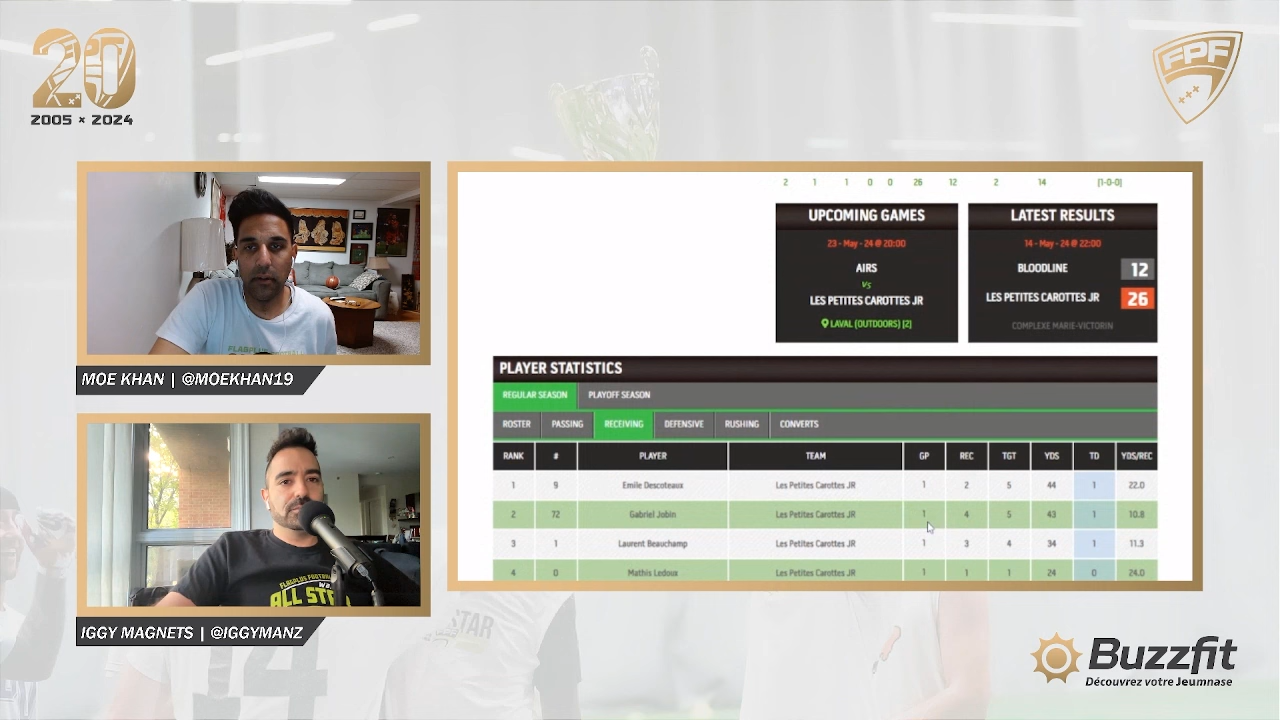 20
2005 × 2024
FPF
MOE KHAN | @MOEKHAN19
FLAGPLUS FOOTBALL
ALL ST
IGGY MAGNETS | @IGGYMANZ
2 1 1 0 0 26 12 2 14 (1-0-0)
UPCOMING GAMES
23 - May - 24 @ 20:00
AIRS
VS
LES PETITES CAROTTES JR
LAVAL (OUTDOORS) [2]
LATEST RESULTS
14 - May - 24 @ 22:00
BLOODLINE 12
LES PETITES CAROTTES JR 26
COMPLEXE MARIE-VICTORIN
PLAYER STATISTICS
REGULAR SEASON PLAYOFF SEASON
ROSTER PASSING RECEIVING DEFENSIVE RUSHING CONVERTS
RANK # PLAYER TEAM GP REC TGT YDS TD YDS/REC
1 9 Emile Descoteaux Les Petites Carottes JR 1 2 5 44 1 22.0
2 72 Gabriel Jobin Les Petites Carottes JR 1 4 5 43 1 10.8
3 1 Laurent Beauchamp Les Petites Carottes JR 1 3 4 34 1 11.3
4 0 Mathis Ledoux Les Petites Carottes JR 1 1 1 24 0 24.0
STAR
14
Buzzfit
Découvrez votre Jeumnase